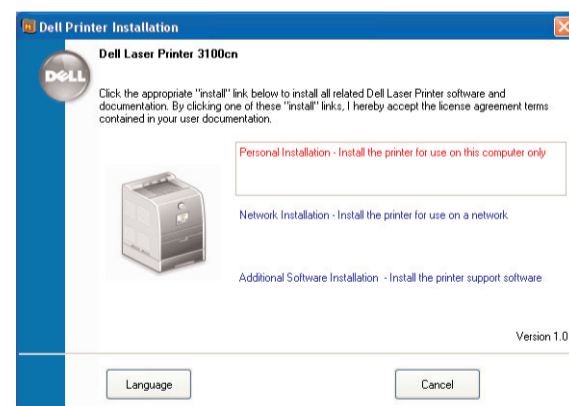 Dell Printer Installation
Dell Laser Printer 3100cn
DELL
Click the appropriate "install" link below to install all related Dell Laser Printer software and
documentation. By clicking one of these "install" links, I hereby accept the license agreement terms
contained in your user documentation.
Personal Installation - Install the printer for use on this computer only
Network Installation - Install the printer for use on a network
Additional Software Installation - Install the printer support software
Version 1.0
Language
Cancel